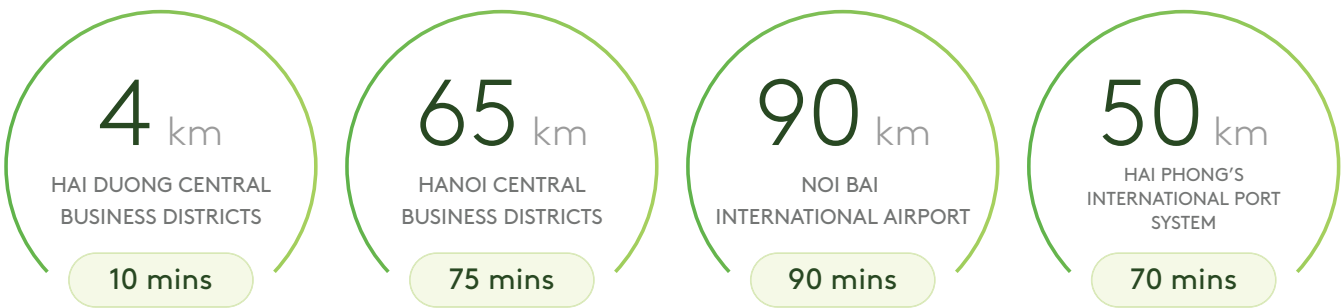 4 km
HAI DUONG CENTRAL
BUSINESS DISTRICTS
10 mins
65 km
HANOI CENTRAL
BUSINESS DISTRICTS
75 mins
90 km
NOI BAI
INTERNATIONAL AIRPORT
90 mins
50 km
HAI PHONG’S
INTERNATIONAL PORT
SYSTEM
70 mins